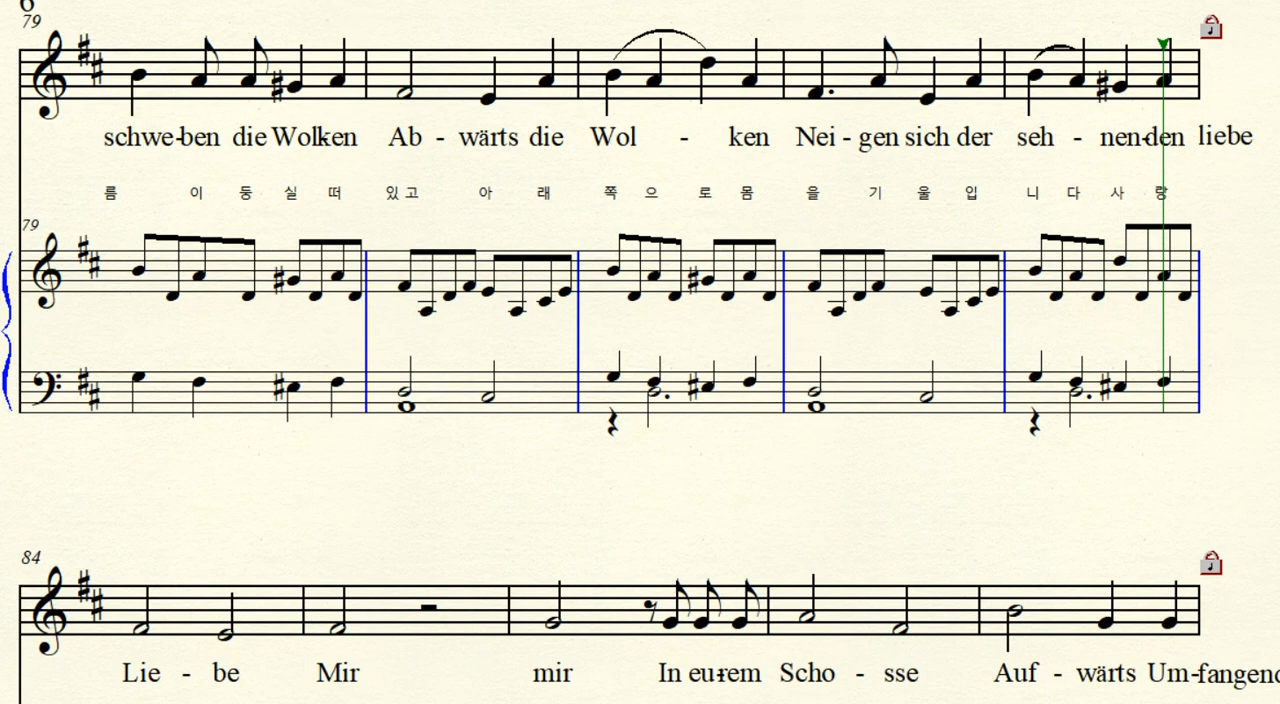 6
79
schwe-ben die Wolken Ab - wärts die Wol - ken Nei - gen sich der seh - nen-den liebe
름 이 둥 실 떠 있고 아 래 쪽 으 로 몸 을 기 울 입 니 다 사 랑
79
84
Lie - be Mir mir In eu-rem Scho - sse Auf - wärts Um-fangend